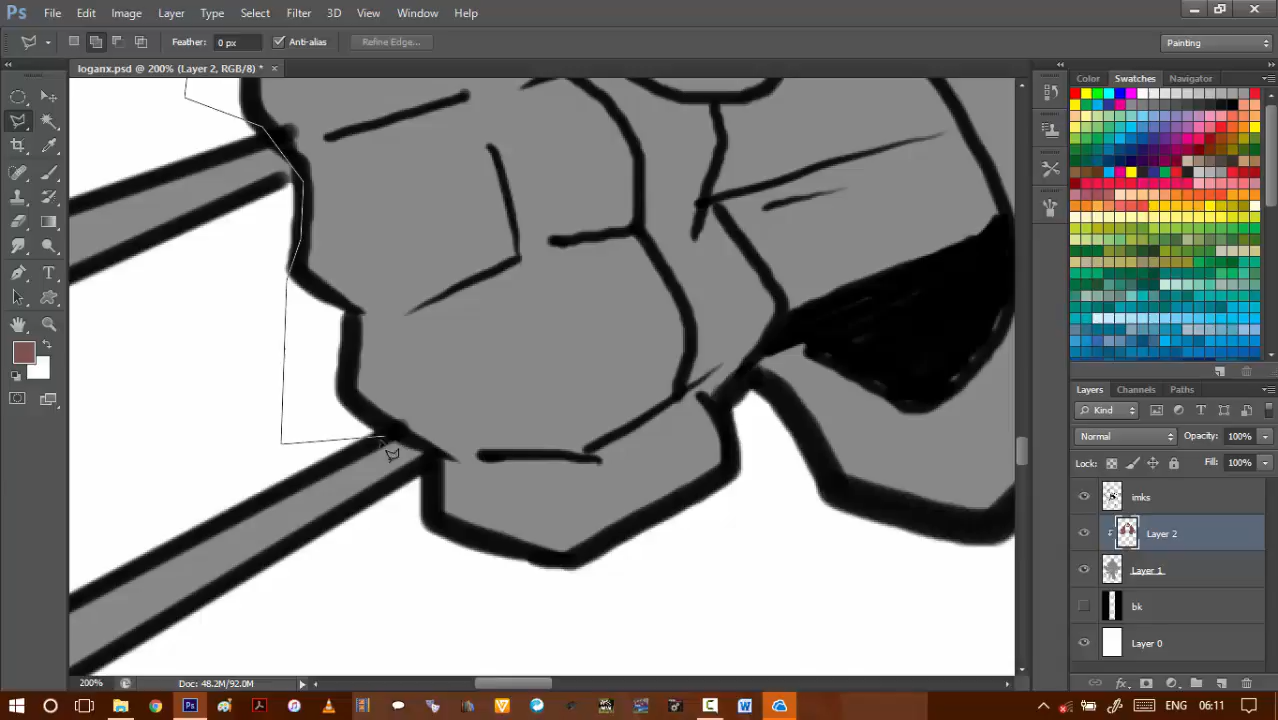 Ps File Edit Image Layer Type Select Filter 3D View Window Help
Feather: 0 px Anti-alias Refine Edge... Painting
loganx.psd @ 200% (Layer 2, RGB/8) * ×
Color Swatches Navigator
Layers Channels Paths
Kind
Normal Opacity: 100%
Lock: Fill: 100%
imks
Layer 2
Layer 1
bk
Layer 0
200% Doc: 48.2M/92.0M
ENG 06:11